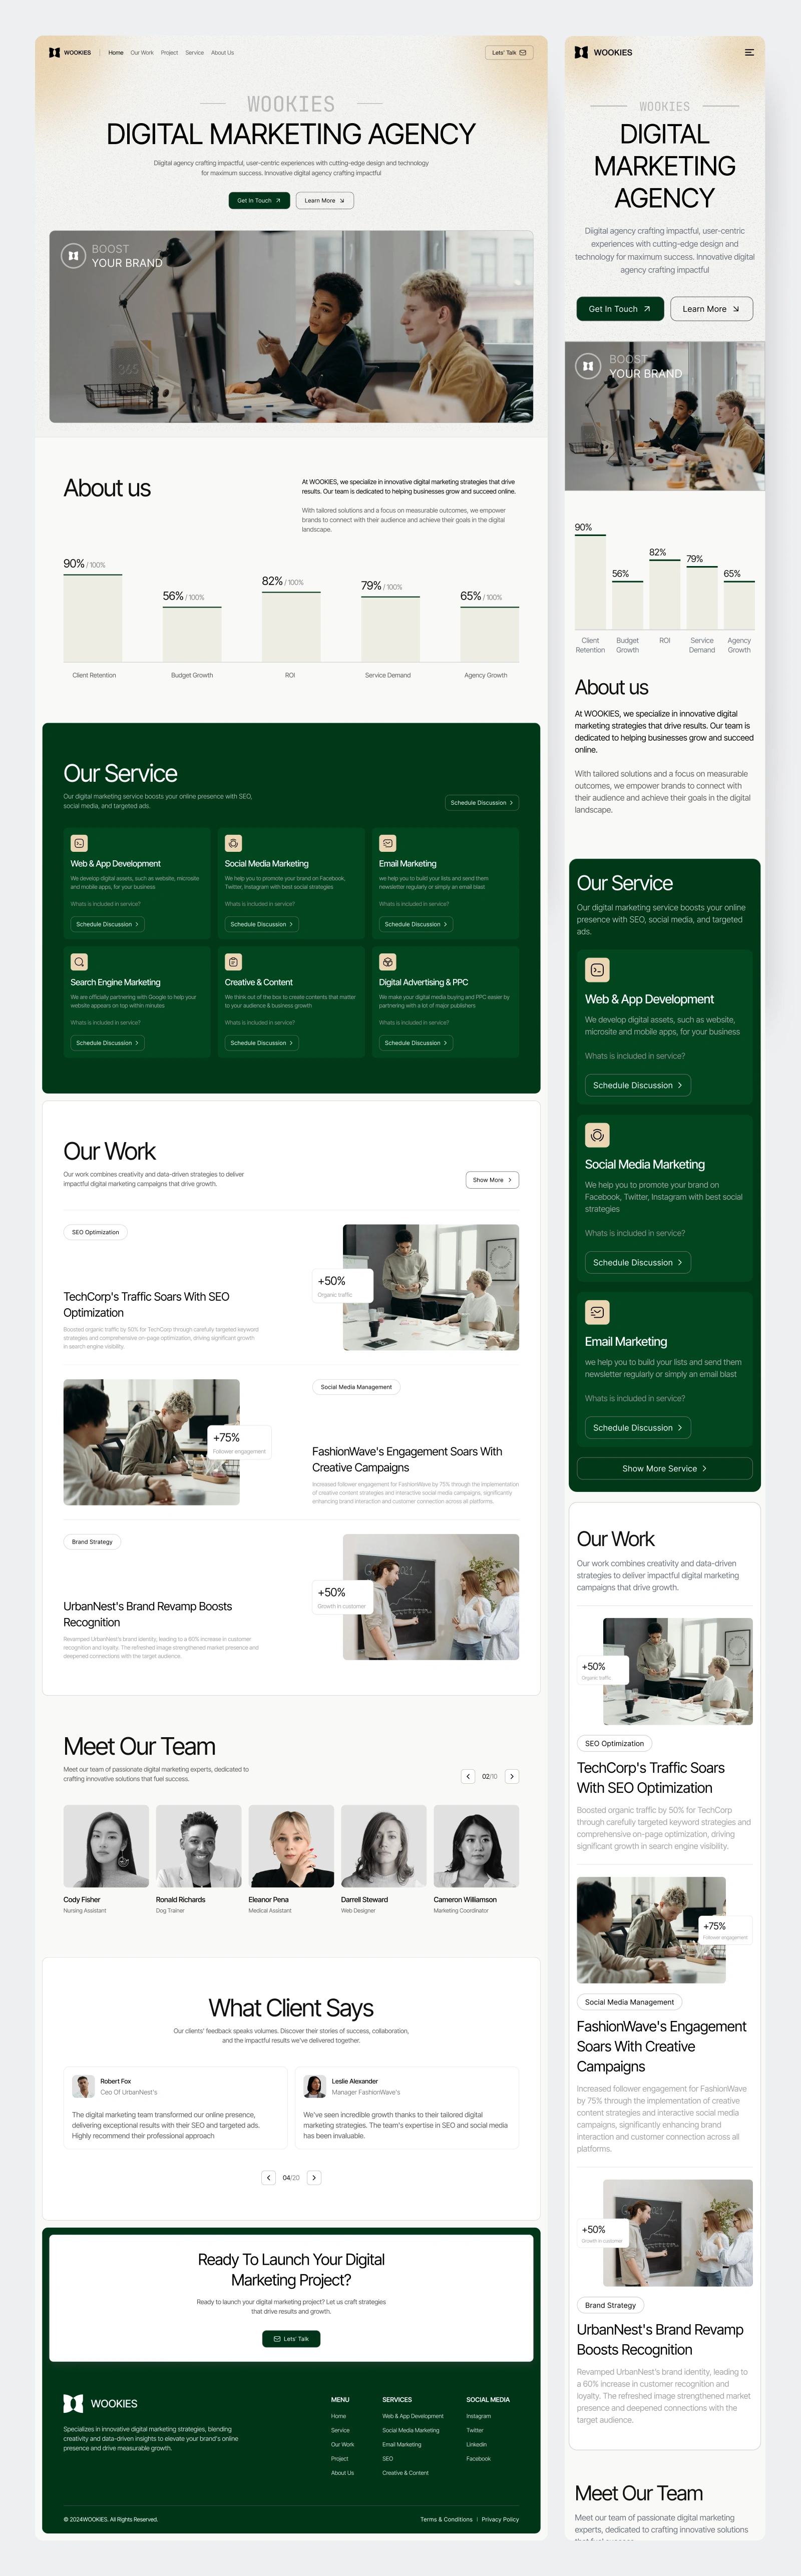 WOOKIES
Home
Our Work
Project
Service
About Us
Lets' Talk
WOOKIES
DIGITAL MARKETING AGENCY
Diigital agency crafting impactful, user-centric experiences with cutting-edge design and technology
for maximum success. Innovative digital agency crafting impactful
Get In Touch
Learn More
BOOST
YOUR BRAND
About us
At WOOKIES, we specialize in innovative digital marketing strategies that drive
results. Our team is dedicated to helping businesses grow and succeed online.
With tailored solutions and a focus on measurable outcomes, we empower
brands to connect with their audience and achieve their goals in the digital
landscape.
90% / 100%
56% / 100%
82% / 100%
79% / 100%
65% / 100%
Client Retention
Budget Growth
ROI
Service Demand
Agency Growth
Our Service
Our digital marketing service boosts your online presence with SEO,
social media, and targeted ads.
Schedule Discussion
Web & App Development
We develop digital assets, such as website, microsite
and mobile apps, for your business
Whats is included in service?
Schedule Discussion
Social Media Marketing
We help you to promote your brand on Facebook,
Twitter, Instagram with best social strategies
Whats is included in service?
Schedule Discussion
Email Marketing
we help you to build your lists and send them
newsletter regularly or simply an email blast
Whats is included in service?
Schedule Discussion
Search Engine Marketing
We are officially partnering with Google to help your
website appears on top within minutes
Whats is included in service?
Schedule Discussion
Creative & Content
We think out of the box to create contents that matter
to your audience & business growth
Whats is included in service?
Schedule Discussion
Digital Advertising & PPC
We make your digital media buying and PPC easier by
partnering with a lot of major publishers
Whats is included in service?
Schedule Discussion
Our Work
Our work combines creativity and data-driven strategies to deliver
impactful digital marketing campaigns that drive growth.
Show More
SEO Optimization
TechCorp's Traffic Soars With SEO
Optimization
Boosted organic traffic by 50% for TechCorp through carefully targeted keyword
strategies and comprehensive on-page optimization, driving significant growth
in search engine visibility.
+50%
Organic traffic
+75%
Follower engagement
Social Media Management
FashionWave's Engagement Soars With
Creative Campaigns
Increased follower engagement for FashionWave by 75% through the implementation
of creative content strategies and interactive social media campaigns, significantly
enhancing brand interaction and customer connection across all platforms.
Brand Strategy
UrbanNest's Brand Revamp Boosts
Recognition
Revamped UrbanNest's brand identity, leading to a 60% increase in customer
recognition and loyalty. The refreshed image strengthened market presence and
deepened connections with the target audience.
+50%
Growth in customer
Meet Our Team
Meet our team of passionate digital marketing experts, dedicated to
crafting innovative solutions that fuel success.
02/10
Cody Fisher
Nursing Assistant
Ronald Richards
Dog Trainer
Eleanor Pena
Medical Assistant
Darrell Steward
Web Designer
Cameron Williamson
Marketing Coordinator
What Client Says
Our clients' feedback speaks volumes. Discover their stories of success, collaboration,
and the impactful results we've delivered together.
Robert Fox
Ceo Of UrbanNest's
The digital marketing team transformed our online presence,
delivering exceptional results with their SEO and targeted ads.
Highly recommend their professional approach
Leslie Alexander
Manager FashionWave's
We've seen incredible growth thanks to their tailored digital
marketing strategies. The team's expertise in SEO and social media
has been invaluable.
04/20
Ready To Launch Your Digital
Marketing Project?
Ready to launch your digital marketing project? Let us craft strategies
that drive results and growth.
Lets' Talk
WOOKIES
Specializes in innovative digital marketing strategies, blending
creativity and data-driven insights to elevate your brand's online
presence and drive measurable growth.
MENU
Home
Service
Our Work
Project
About Us
SERVICES
Web & App Development
Social Media Marketing
Email Marketing
SEO
Creative & Content
SOCIAL MEDIA
Instagram
Twitter
Linkedin
Facebook
© 2024WOOKIES. All Rights Reserved.
Terms & Conditions | Privacy Policy
WOOKIES
WOOKIES
DIGITAL
MARKETING
AGENCY
Diigital agency crafting impactful, user-centric
experiences with cutting-edge design and
technology for maximum success. Innovative digital
agency crafting impactful
Get In Touch
Learn More
BOOST
YOUR BRAND
90%
56%
82%
79%
65%
Client
Retention
Budget
Growth
ROI
Service
Demand
Agency
Growth
About us
At WOOKIES, we specialize in innovative digital
marketing strategies that drive results. Our team is
dedicated to helping businesses grow and succeed
online.
With tailored solutions and a focus on measurable
outcomes, we empower brands to connect with
their audience and achieve their goals in the digital
landscape.
Our Service
Our digital marketing service boosts your online
presence with SEO, social media, and targeted
ads.
Web & App Development
We develop digital assets, such as website,
microsite and mobile apps, for your business
Whats is included in service?
Schedule Discussion
Social Media Marketing
We help you to promote your brand on
Facebook, Twitter, Instagram with best social
strategies
Whats is included in service?
Schedule Discussion
Email Marketing
we help you to build your lists and send them
newsletter regularly or simply an email blast
Whats is included in service?
Schedule Discussion
Show More Service
Our Work
Our work combines creativity and data-driven
strategies to deliver impactful digital marketing
campaigns that drive growth.
+50%
Organic traffic
SEO Optimization
TechCorp's Traffic Soars
With SEO Optimization
Boosted organic traffic by 50% for TechCorp
through carefully targeted keyword strategies and
comprehensive on-page optimization, driving
significant growth in search engine visibility.
+75%
Follower engagement
Social Media Management
FashionWave's Engagement
Soars With Creative
Campaigns
Increased follower engagement for FashionWave
by 75% through the implementation of creative
content strategies and interactive social media
campaigns, significantly enhancing brand
interaction and customer connection across all
platforms.
+50%
Growth in customer
Brand Strategy
UrbanNest's Brand Revamp
Boosts Recognition
Revamped UrbanNest's brand identity, leading to
a 60% increase in customer recognition and
loyalty. The refreshed image strengthened market
presence and deepened connections with the
target audience.
Meet Our Team
Meet our team of passionate digital marketing
experts, dedicated to crafting innovative solutions